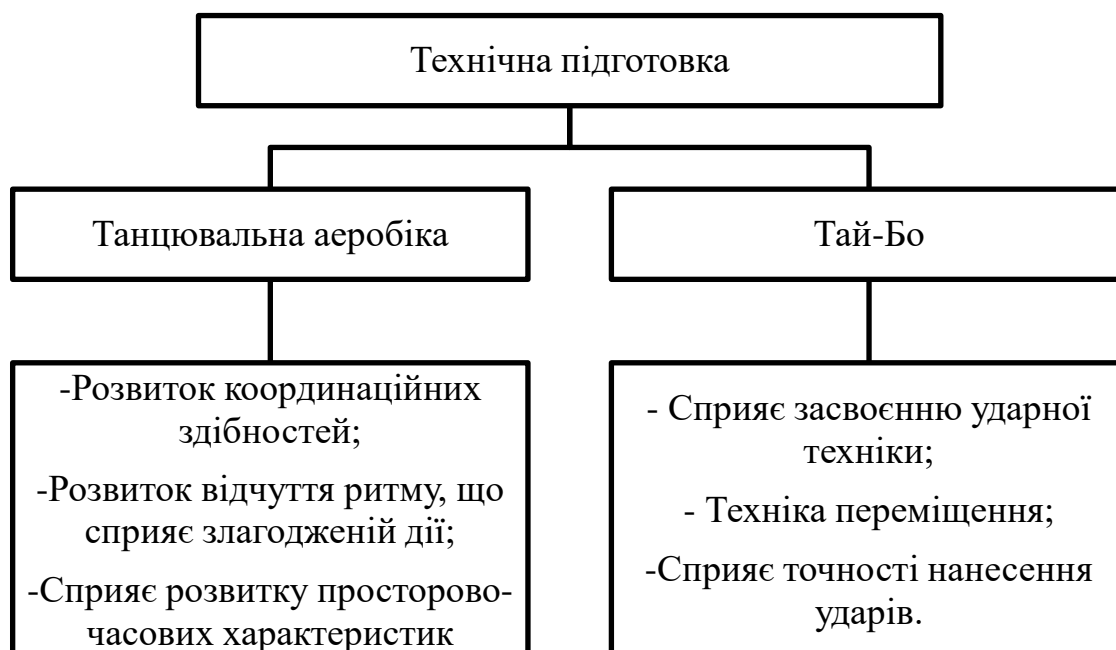 Технічна підготовка
Танцювальна аеробіка
Тай-Бо
-Розвиток координаційних
здібностей;
-Розвиток відчуття ритму, що
сприяє злагодженій дії;
-Сприяє розвитку просторово-
часових характеристик
- Сприяє засвоєнню ударної
техніки;
- Техніка переміщення;
-Сприяє точності нанесення
ударів.